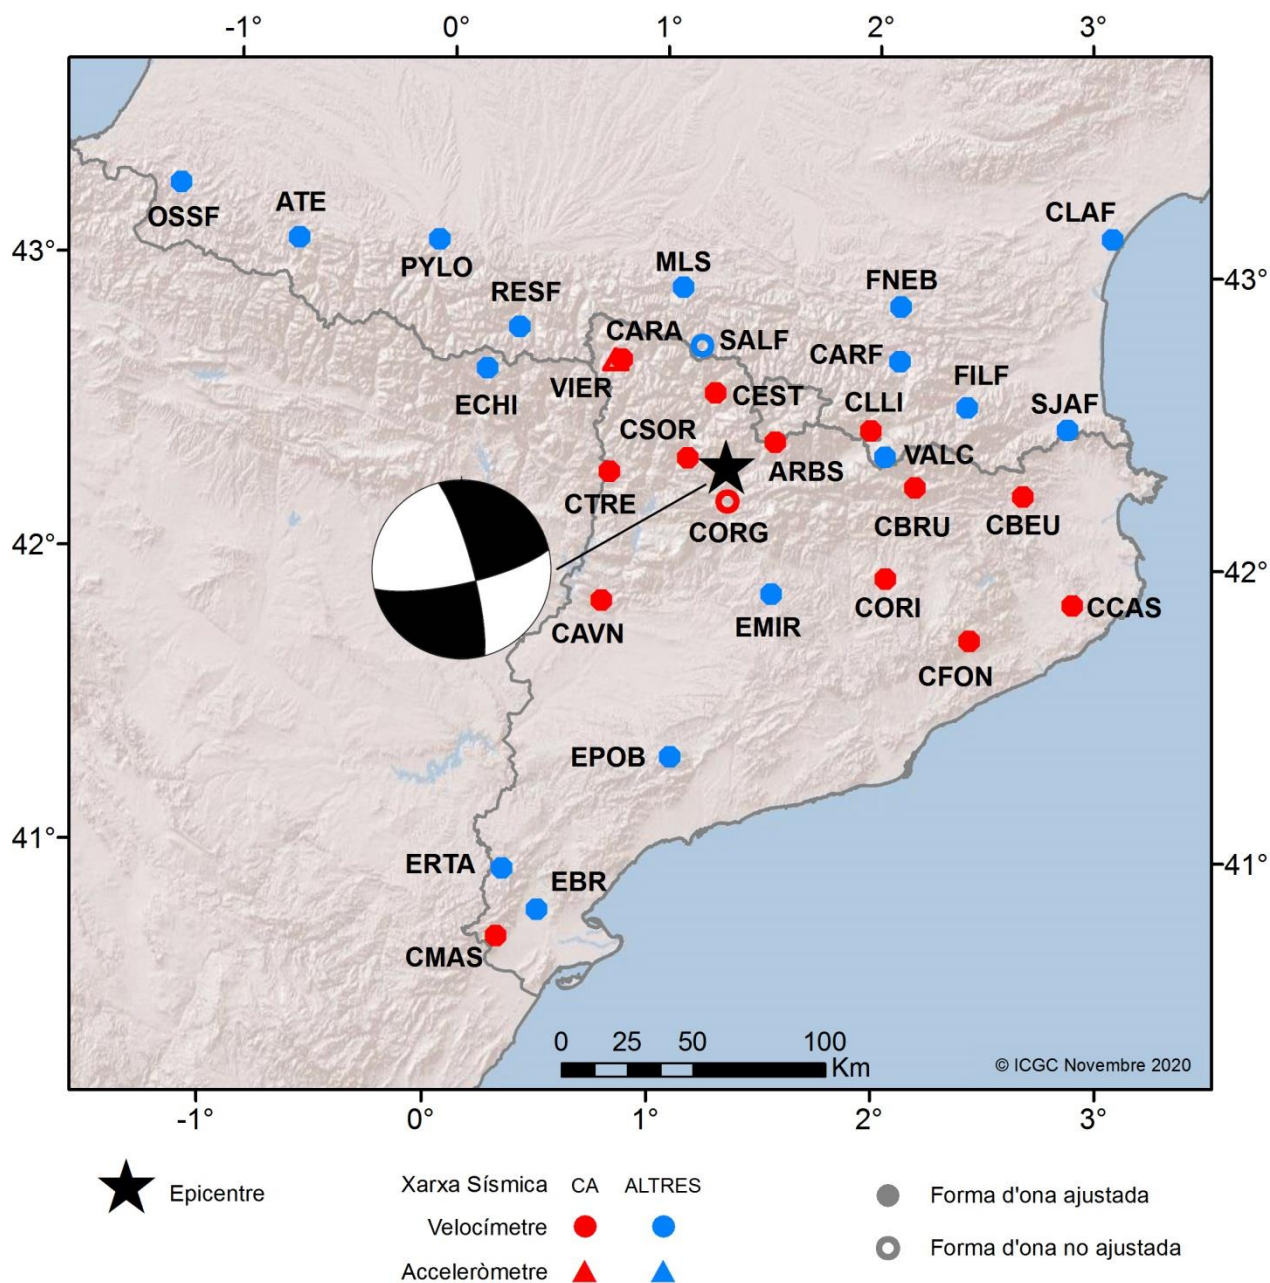 -1° 0° 1° 2° 3°
OSSF
ATE
CLAF
43°
PYLO
MLS
43°
RESF
FNEB
CARA
SALF
CARF
VIER
ECHI
CEST
FILF
CLLI
SJAF
CSOR
VALC
ARBS
CTRE
CORG
CBRU
CBEU
42°
42°
CAVN
EMIR
CORI
CCAS
CFON
EPOB
41°
ERTA
41°
EBR
CMAS
0 25 50 100
Km
© ICGC Novembre 2020
-1° 0° 1° 2° 3°
Epicentre
Xarxa Sísmica CA ALTRES
Velocímetre
Acceleròmetre
Forma d'ona ajustada
Forma d'ona no ajustada